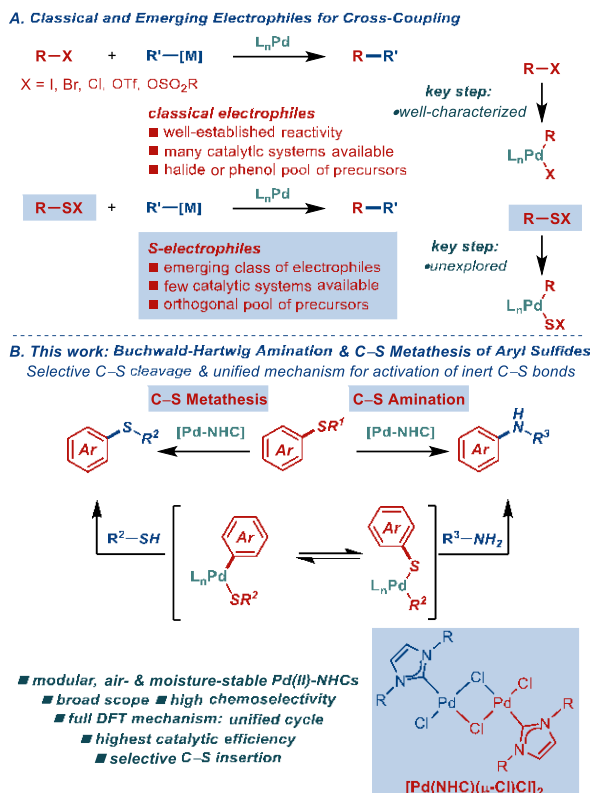 A. Classical and Emerging Electrophiles for Cross-Coupling
R–X + R'–[M] LnPd R–R'
X = I, Br, Cl, OTf, OSO2R
R–X
key step:
•well-characterized
R
LnPd
X
classical electrophiles
■ well-established reactivity
■ many catalytic systems available
■ halide or phenol pool of precursors
R–SX + R'–[M] LnPd R–R'
R–SX
key step:
•unexplored
R
LnPd
SX
S-electrophiles
■ emerging class of electrophiles
■ few catalytic systems available
■ orthogonal pool of precursors
B. This work: Buchwald-Hartwig Amination & C–S Metathesis of Aryl Sulfides
Selective C–S cleavage & unified mechanism for activation of inert C–S bonds
C–S Metathesis C–S Amination
Ar S R2 [Pd-NHC] Ar SR1 [Pd-NHC] Ar H N R3
R2–SH R3–NH2
Ar
LnPd
SR2
Ar
S
LnPd
R2
■ modular, air- & moisture-stable Pd(II)-NHCs
■ broad scope ■ high chemoselectivity
■ full DFT mechanism: unified cycle
■ highest catalytic efficiency
■ selective C–S insertion
R
N
N
R
Cl
Pd
Cl
Cl
Pd
Cl
N
R
N
R
[Pd(NHC)(μ-Cl)Cl]2